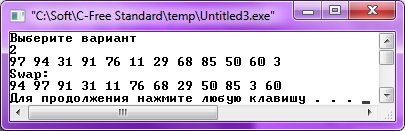 "C:\Soft\C-Free Standard\temp\Untitled3.exe"
Выберите вариант
2
97 94 31 91 76 11 29 68 85 50 60 3
Swap:
94 97 91 31 11 76 68 29 50 85 3 60
Для продолжения нажмите любую клавишу . . .